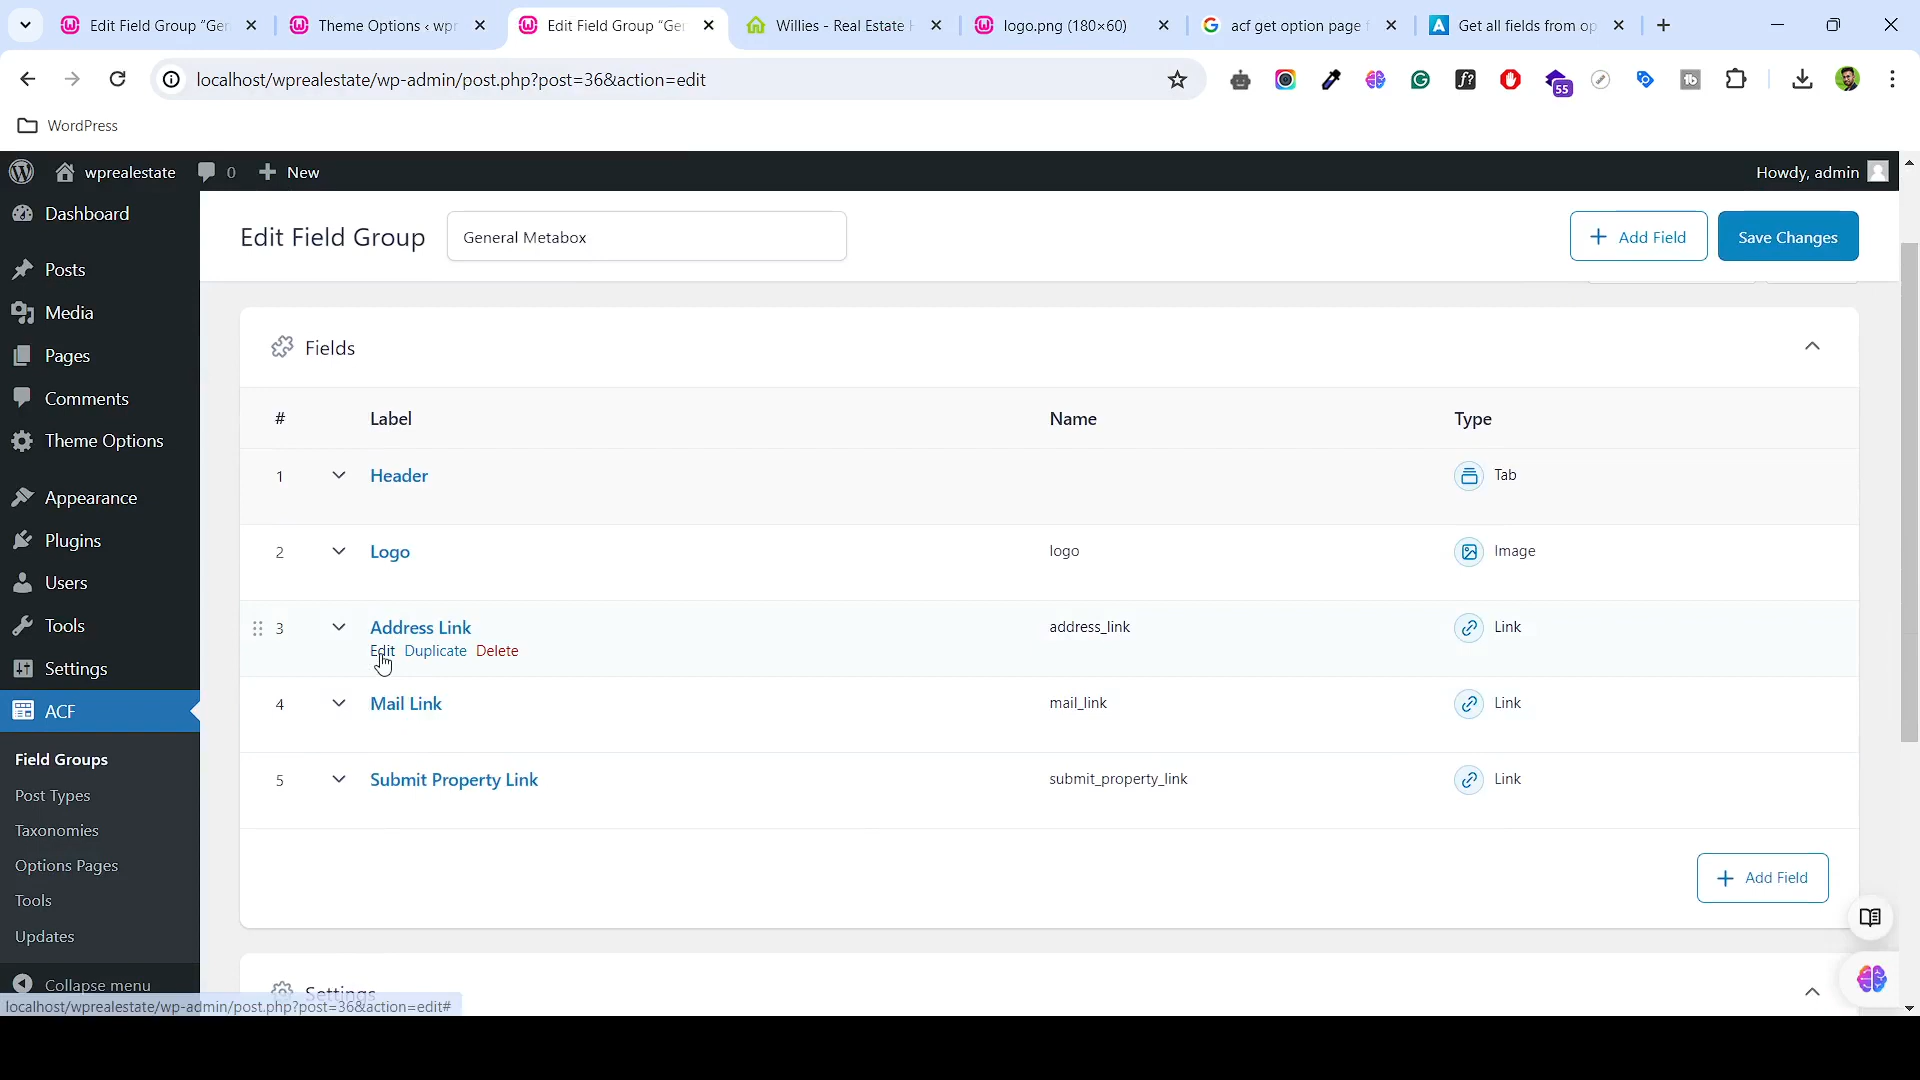 Edit Field Group "Ger
Theme Options ‹ wpr
Edit Field Group "Ger
Willies - Real Estate
logo.png (180×60)
acf get option page
Get all fields from op
localhost/wprealestate/wp-admin/post.php?post=36&action=edit
f?
55
tb
WordPress
wprealestate
0
New
Howdy, admin
Dashboard
Posts
Media
Pages
Comments
Theme Options
Appearance
Plugins
Users
Tools
Settings
ACF
Field Groups
Post Types
Taxonomies
Options Pages
Tools
Updates
Collapse menu
localhost/wprealestate/wp-admin/post.php?post=36&action=edit#
Edit Field Group
General Metabox
Add Field
Save Changes
Fields
# Label Name Type
1 Header Tab
2 Logo logo Image
3 Address Link address_link Link
Edit Duplicate Delete
4 Mail Link mail_link Link
5 Submit Property Link submit_property_link Link
Add Field
Settings